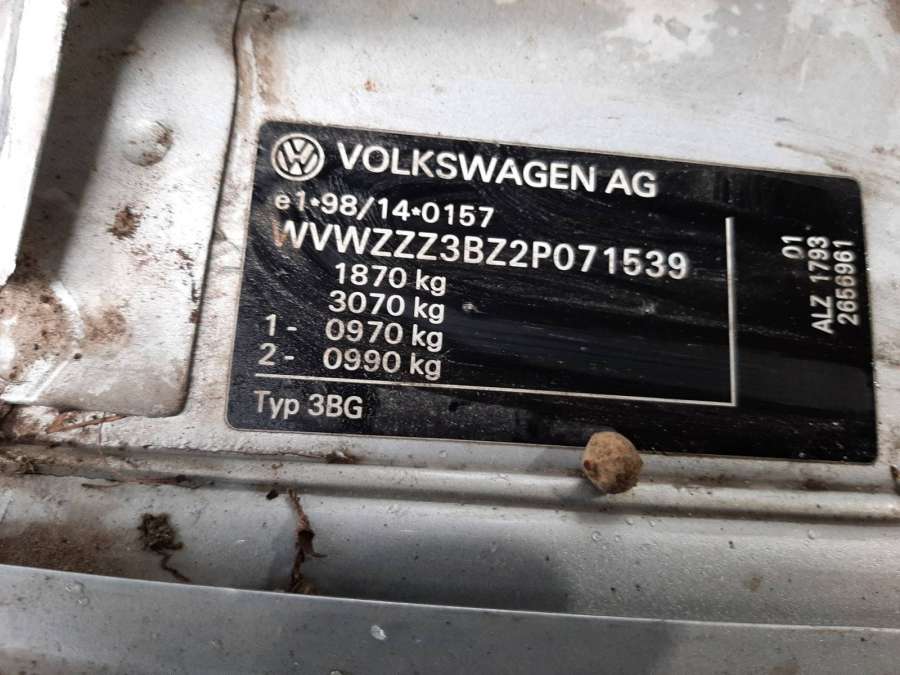 VOLKSWAGEN AG
e1*98/14*0157
WVWZZZ3BZ2P071539
1870 kg
3070 kg
1- 0970 kg
2- 0990 kg
Typ 3BG
01
ALZ 1793
2656961